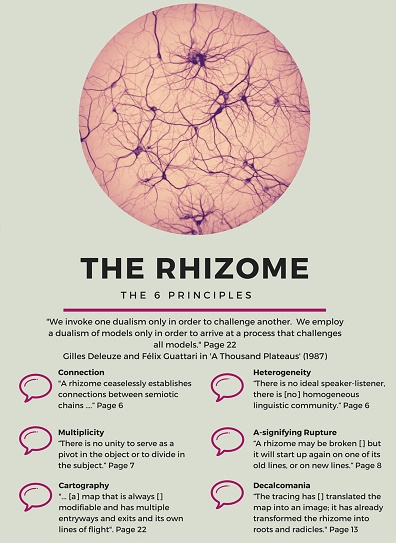 THE RHIZOME
THE 6 PRINCIPLES
"We invoke one dualism only in order to challenge another. We employ
a dualism of models only in order to arrive at a process that challenges
all models." Page 22
Gilles Deleuze and Félix Guattari in 'A Thousand Plateaus' (1987)
Connection
"A rhizome ceaselessly establishes
connections between semiotic
chains ...." Page 6
Heterogeneity
"There is no ideal speaker-listener,
there is [no] homogeneous
linguistic community." Page 6
Multiplicity
"There is no unity to serve as a
pivot in the object or to divide in
the subject." Page 7
A-signifying Rupture
"A rhizome may be broken [] but
it will start up again on one of its
old lines, or on new lines." Page 8
Cartography
"... [a] map that is always []
modifiable and has multiple
entryways and exits and its own
lines of flight". Page 22
Decalcomania
"The tracing has [] translated the
map into an image; it has already
transformed the rhizome into
roots and radicles." Page 13